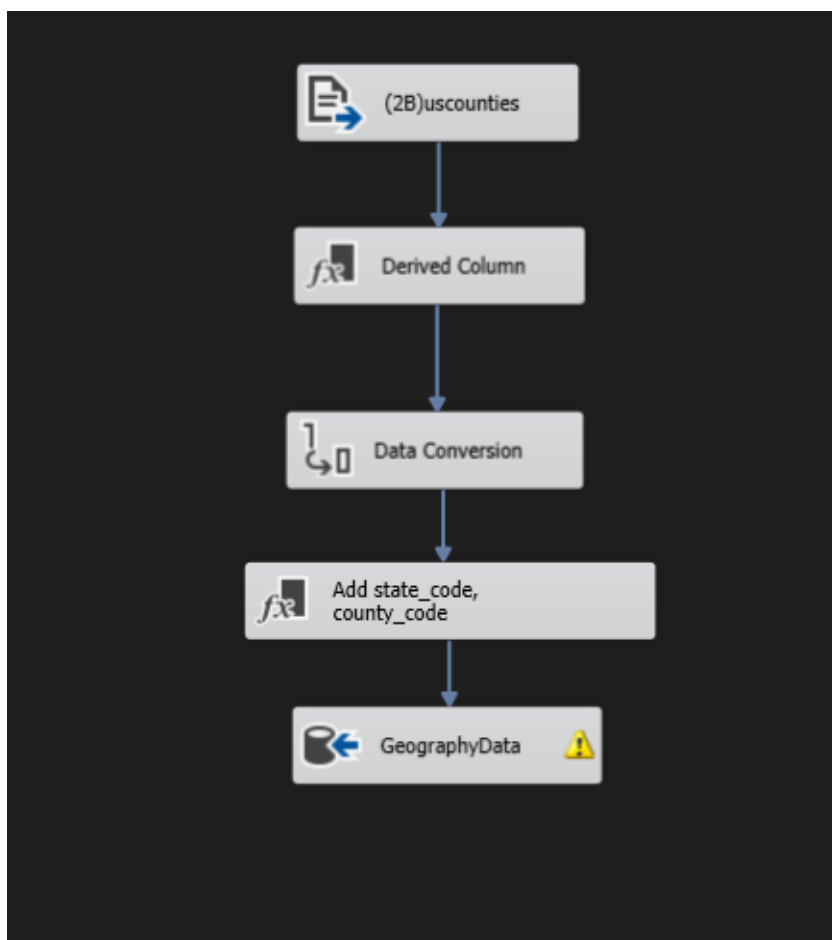 (2B)uscounties
Derived Column
Data Conversion
Add state_code,
county_code
GeographyData